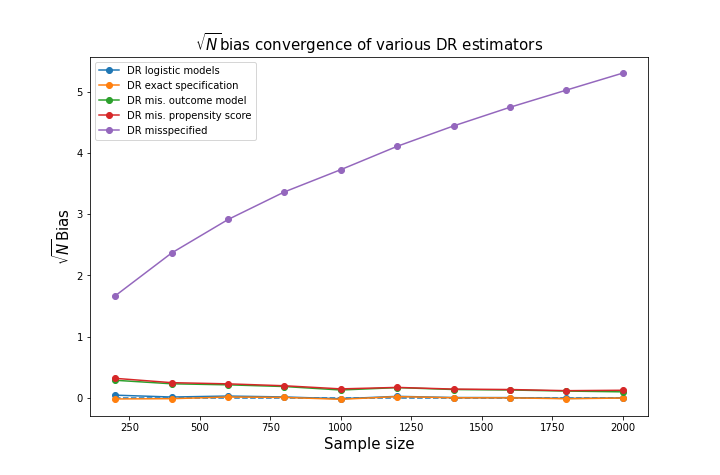 √N bias convergence of various DR estimators
DR logistic models
DR exact specification
DR mis. outcome model
DR mis. propensity score
DR misspecified
√N Bias
5
4
3
2
1
0
250
500
750
1000
1250
1500
1750
2000
Sample size